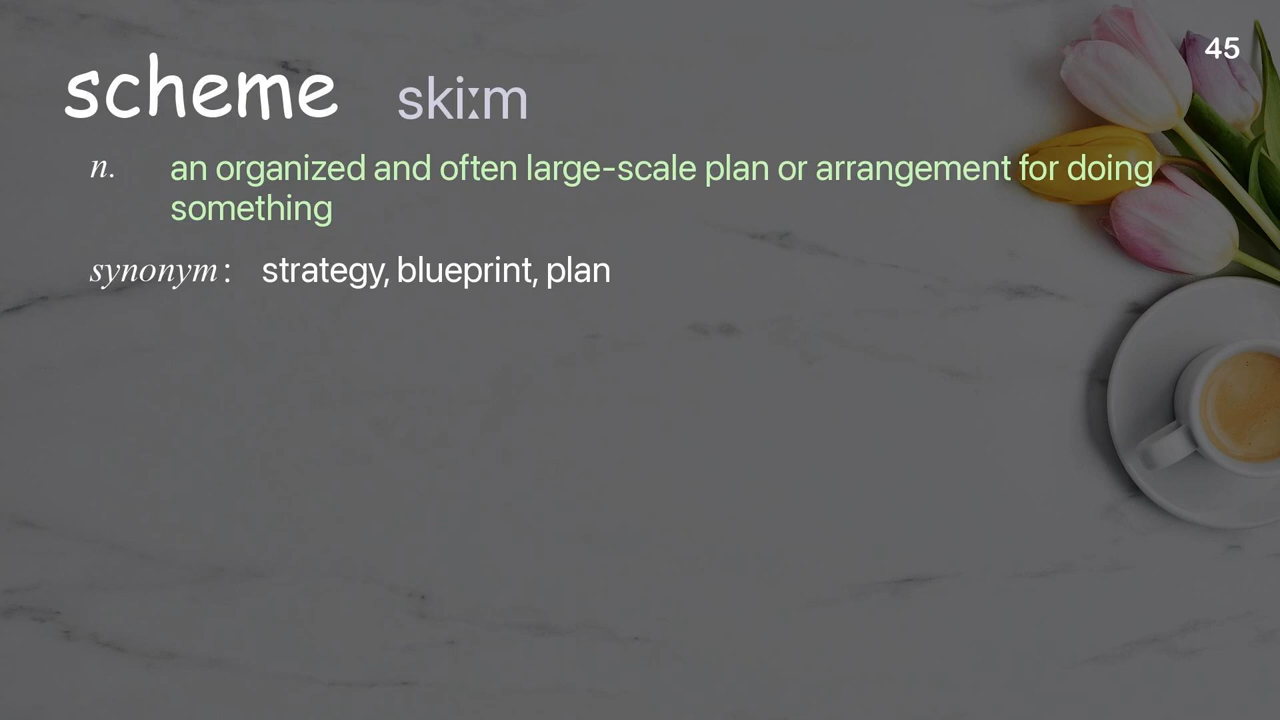 45
scheme skiːm
n. an organized and often large-scale plan or arrangement for doing
something
synonym: strategy, blueprint, plan